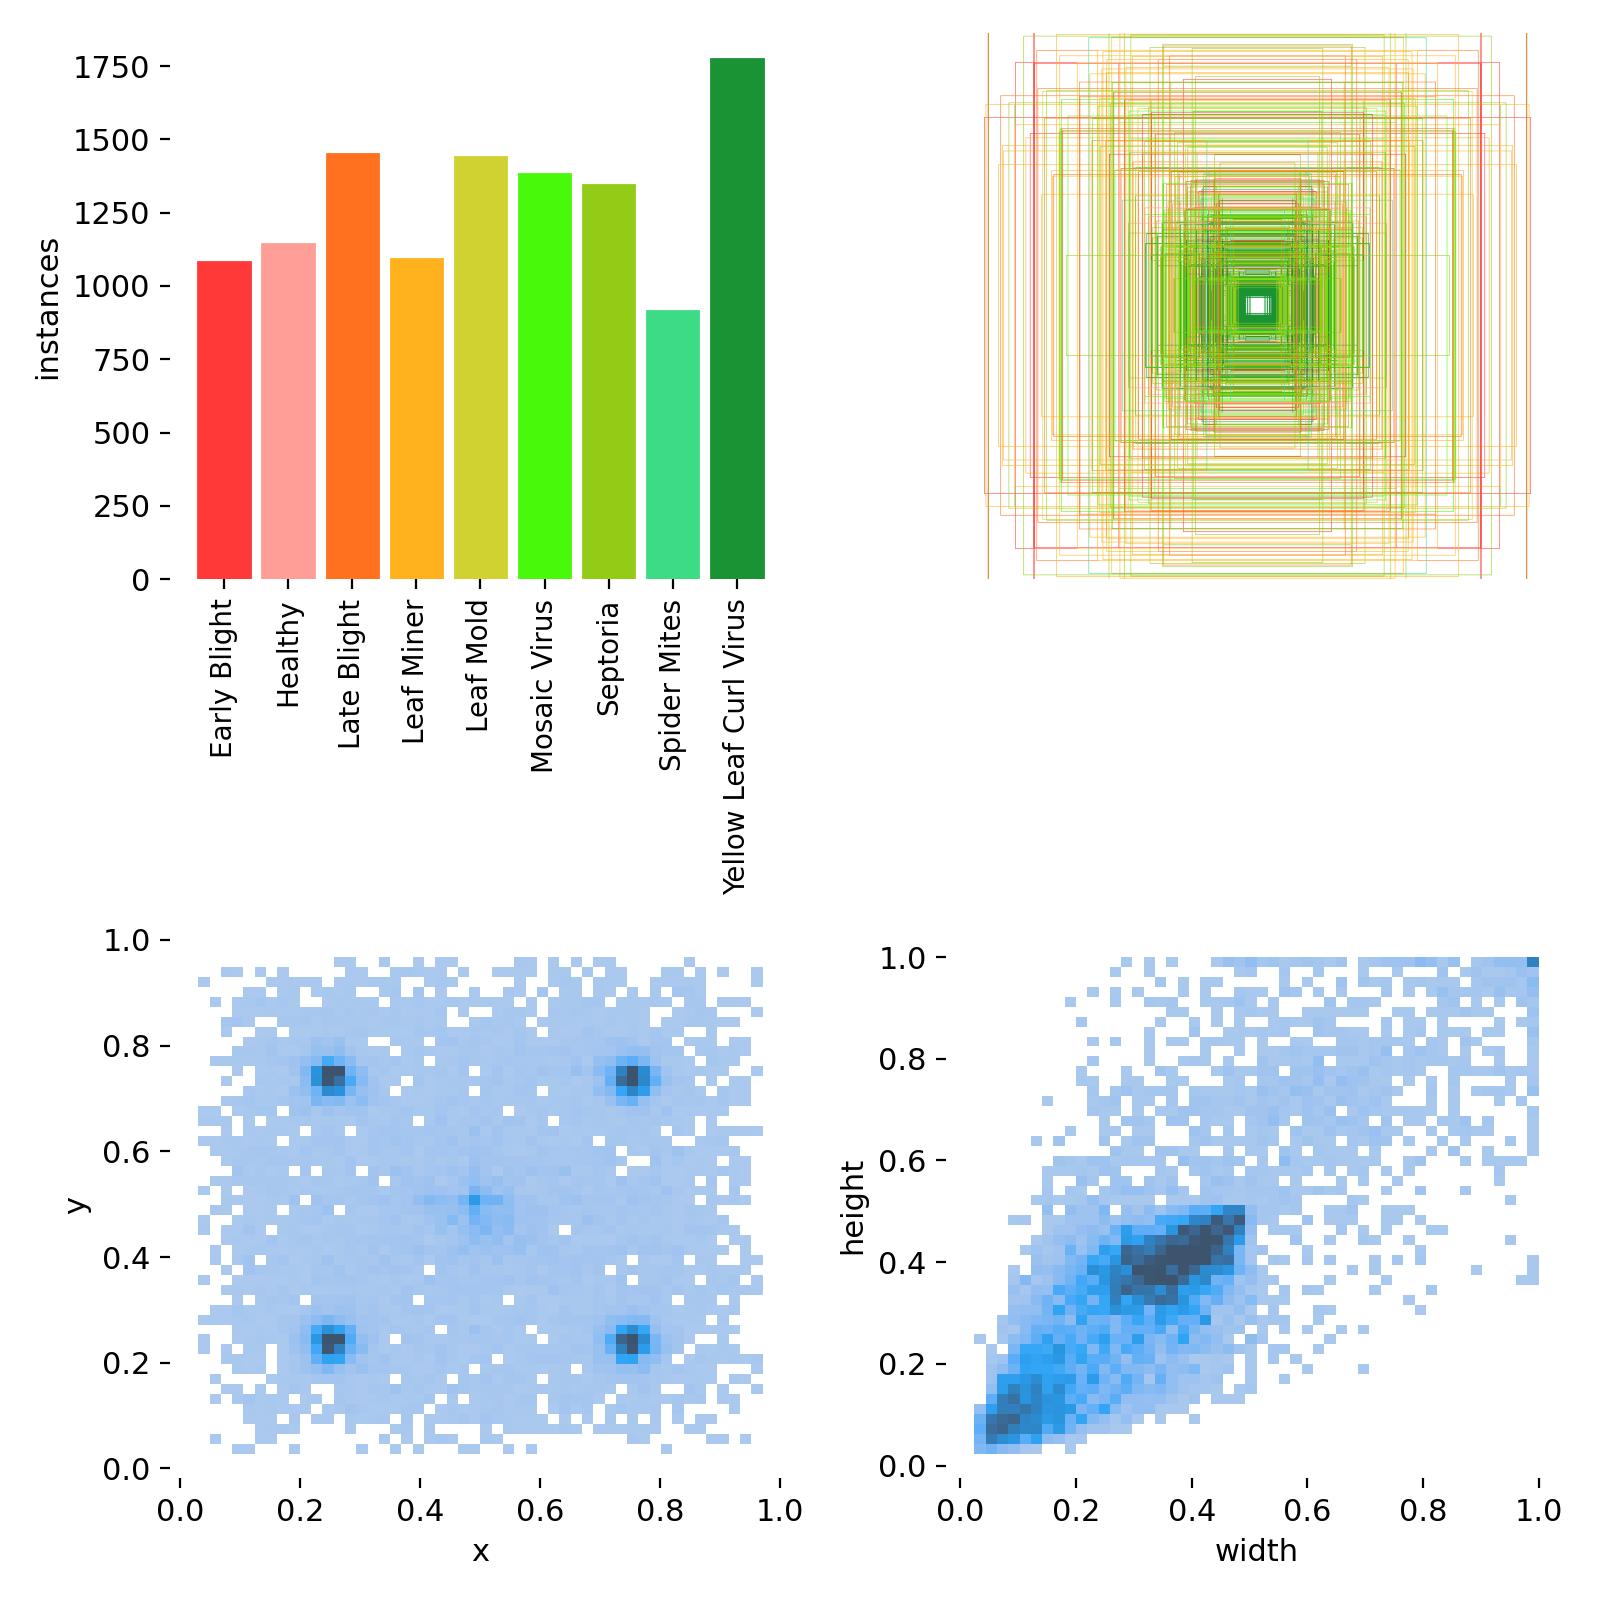 1750
1500
1250
1000
750
500
250
0
instances
Early Blight
Healthy
Late Blight
Leaf Miner
Leaf Mold
Mosaic Virus
Septoria
Spider Mites
Yellow Leaf Curl Virus
1.0
0.8
0.6
0.4
0.2
0.0
y
0.0 0.2 0.4 0.6 0.8 1.0
x
1.0
0.8
0.6
0.4
0.2
0.0
height
0.0 0.2 0.4 0.6 0.8 1.0
width